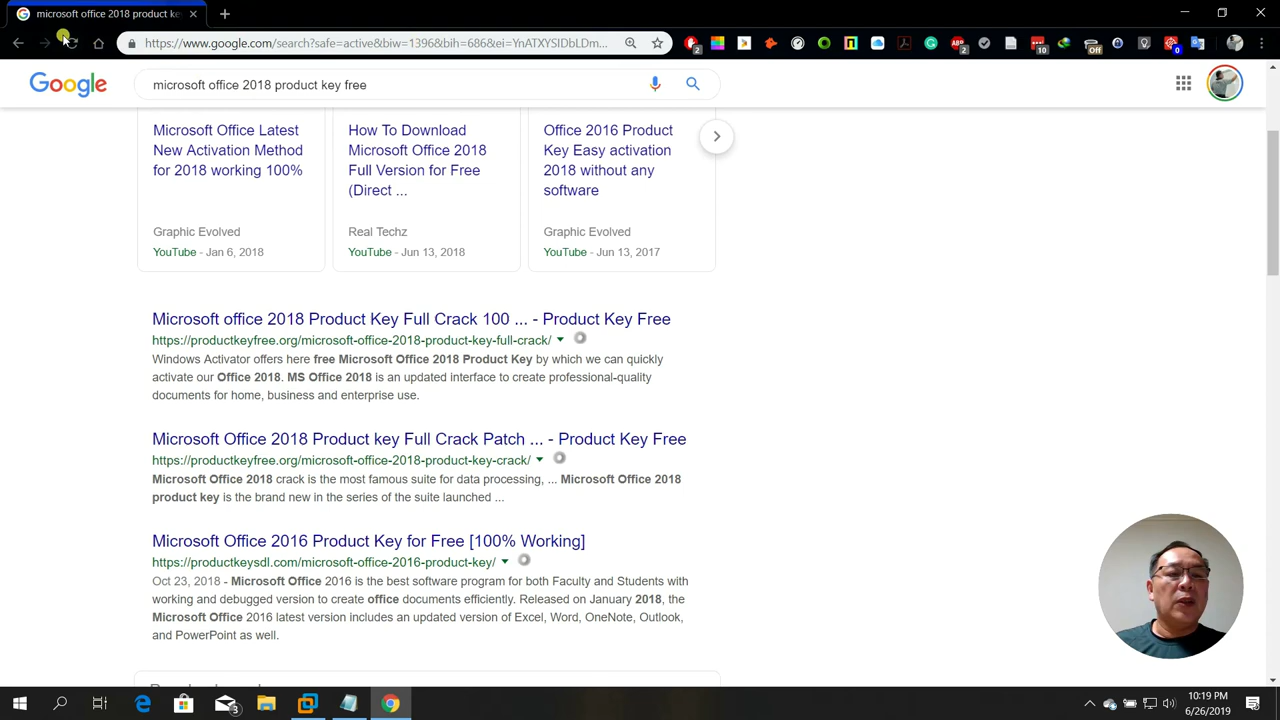 microsoft office 2018 product key
https://www.google.com/search?safe=active&biw=1396&bih=686&ei=YnATXYSIDbLDm...
Google
microsoft office 2018 product key free
Microsoft Office Latest
New Activation Method
for 2018 working 100%
Graphic Evolved
YouTube - Jan 6, 2018
How To Download
Microsoft Office 2018
Full Version for Free
(Direct ...
Real Techz
YouTube - Jun 13, 2018
Office 2016 Product
Key Easy activation
2018 without any
software
Graphic Evolved
YouTube - Jun 13, 2017
Microsoft office 2018 Product Key Full Crack 100 ... - Product Key Free
https://productkeyfree.org/microsoft-office-2018-product-key-full-crack/
Windows Activator offers here free Microsoft Office 2018 Product Key by which we can quickly
activate our Office 2018. MS Office 2018 is an updated interface to create professional-quality
documents for home, business and enterprise use.
Microsoft Office 2018 Product key Full Crack Patch ... - Product Key Free
https://productkeyfree.org/microsoft-office-2018-product-key-crack/
Microsoft Office 2018 crack is the most famous suite for data processing, ... Microsoft Office 2018
product key is the brand new in the series of the suite launched ...
Microsoft Office 2016 Product Key for Free [100% Working]
https://productkeysdl.com/microsoft-office-2016-product-key/
Oct 23, 2018 - Microsoft Office 2016 is the best software program for both Faculty and Students with
working and debugged version to create office documents efficiently. Released on January 2018, the
Microsoft Office 2016 latest version includes an updated version of Excel, Word, OneNote, Outlook,
and PowerPoint as well.
10:19 PM
6/26/2019